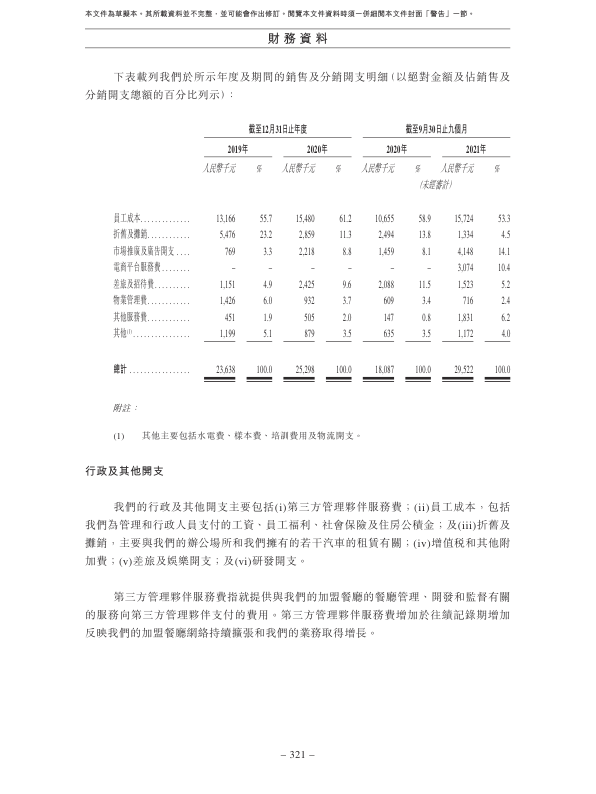 本文件為草擬本。其所載資料並不完整，並可能會作出修訂。閱覽本文件資料時須一併細閱本文件封面「警告」一節。
財務資料
下表載列我們於所示年度及期間的銷售及分銷開支明細(以絕對金額及佔銷售及
分銷開支總額的百分比列示)：
截至12月31日止年度 截至9月30日止九個月
2019年 2020年 2020年 2021年
人民幣千元 % 人民幣千元 % 人民幣千元 % 人民幣千元 %
(未經審計)
員工成本.............. 13,166 55.7 15,480 61.2 10,655 58.9 15,724 53.3
折舊及攤銷............ 5,476 23.2 2,859 11.3 2,494 13.8 1,334 4.5
市場推廣及廣告開支.... 769 3.3 2,218 8.8 1,459 8.1 4,148 14.1
電商平台服務費........ – – – – – – 3,074 10.4
差旅及招待費.......... 1,151 4.9 2,425 9.6 2,088 11.5 1,523 5.2
物業管理費............ 1,426 6.0 932 3.7 609 3.4 716 2.4
其他服務費............ 451 1.9 505 2.0 147 0.8 1,831 6.2
其他(1)................ 1,199 5.1 879 3.5 635 3.5 1,172 4.0
總計................. 23,638 100.0 25,298 100.0 18,087 100.0 29,522 100.0
附註：
(1) 其他主要包括水電費、樣本費、培訓費用及物流開支。
行政及其他開支
我們的行政及其他開支主要包括(i)第三方管理夥伴服務費；(ii)員工成本，包括
我們為管理和行政人員支付的工資、員工福利、社會保險及住房公積金；及(iii)折舊及
攤銷，主要與我們的辦公場所和我們擁有的若干汽車的租賃有關；(iv)增值稅和其他附
加費；(v)差旅及娛樂開支；及(vi)研發開支。
第三方管理夥伴服務費指就提供與我們的加盟餐廳的餐廳管理、開發和監督有關
的服務向第三方管理夥伴支付的費用。第三方管理夥伴服務費增加於往績記錄期增加
反映我們的加盟餐廳網絡持續擴張和我們的業務取得增長。
– 321 –